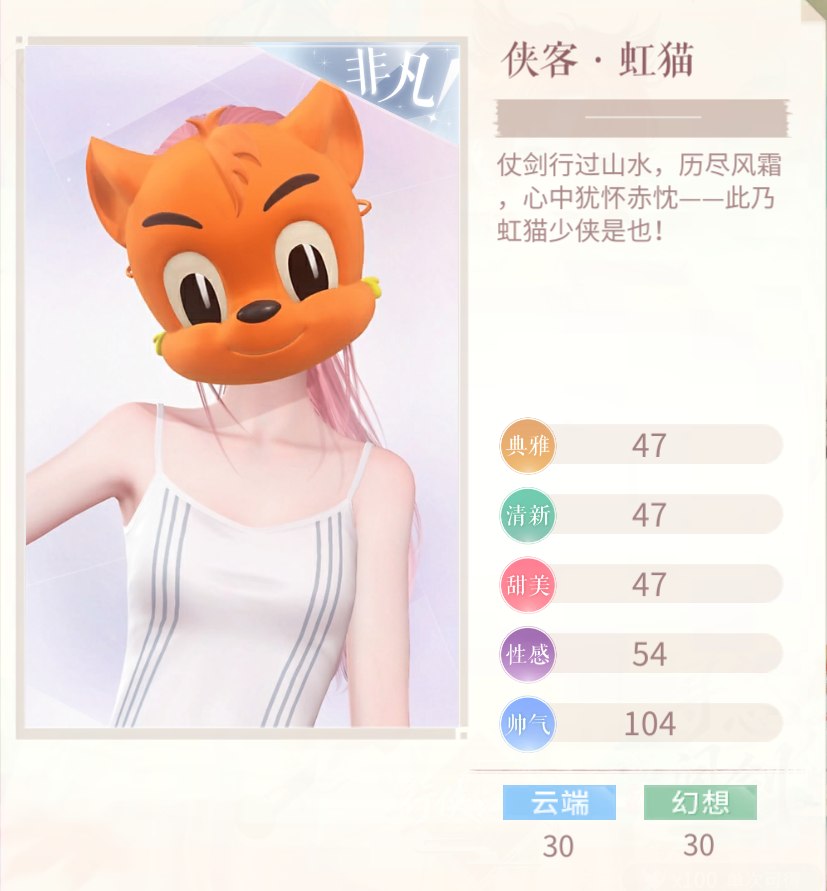 非凡!
侠客·虹猫
仗剑行过山水，历尽风霜
，心中犹怀赤忱——此乃
虹猫少侠是也！
典雅 47
清新 47
甜美 47
性感 54
帅气 104
云端 幻想
30 30